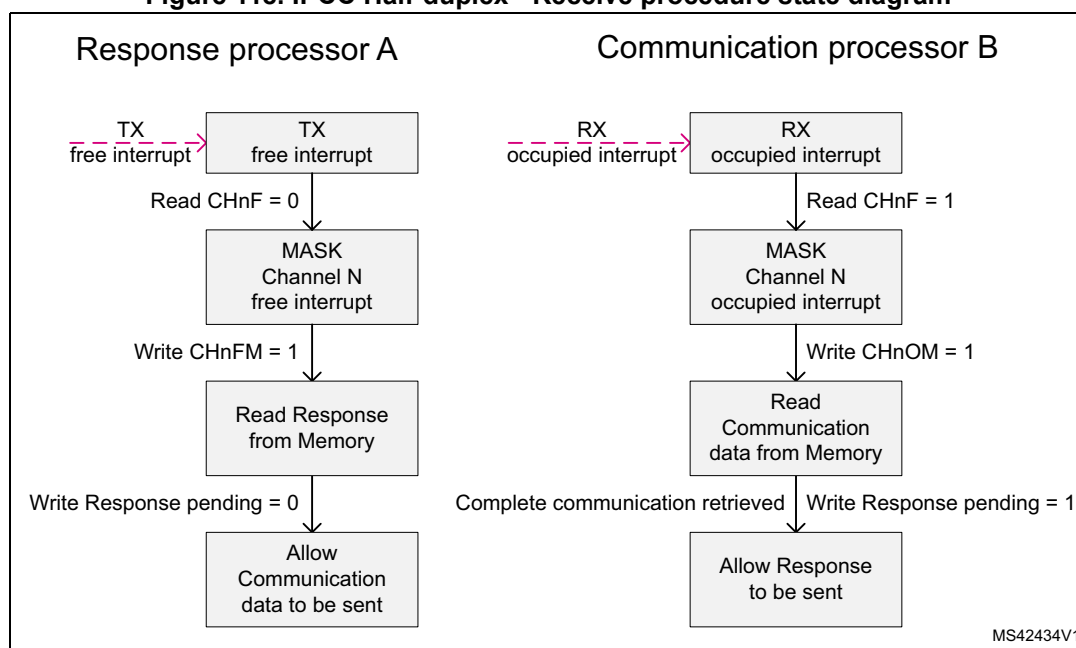 Figure IPCC Half-duplex - Receive procedure state diagram
Response processor A
TX
free interrupt
TX
free interrupt
Read CHnF = 0
MASK
Channel N
free interrupt
Write CHnFM = 1
Read Response
from Memory
Write Response pending = 0
Allow
Communication
data to be sent
Communication processor B
RX
occupied interrupt
RX
occupied interrupt
Read CHnF = 1
MASK
Channel N
occupied interrupt
Write CHnOM = 1
Read
Communication
data from Memory
Complete communication retrieved
Write Response pending = 1
Allow Response
to be sent
MS42434V1